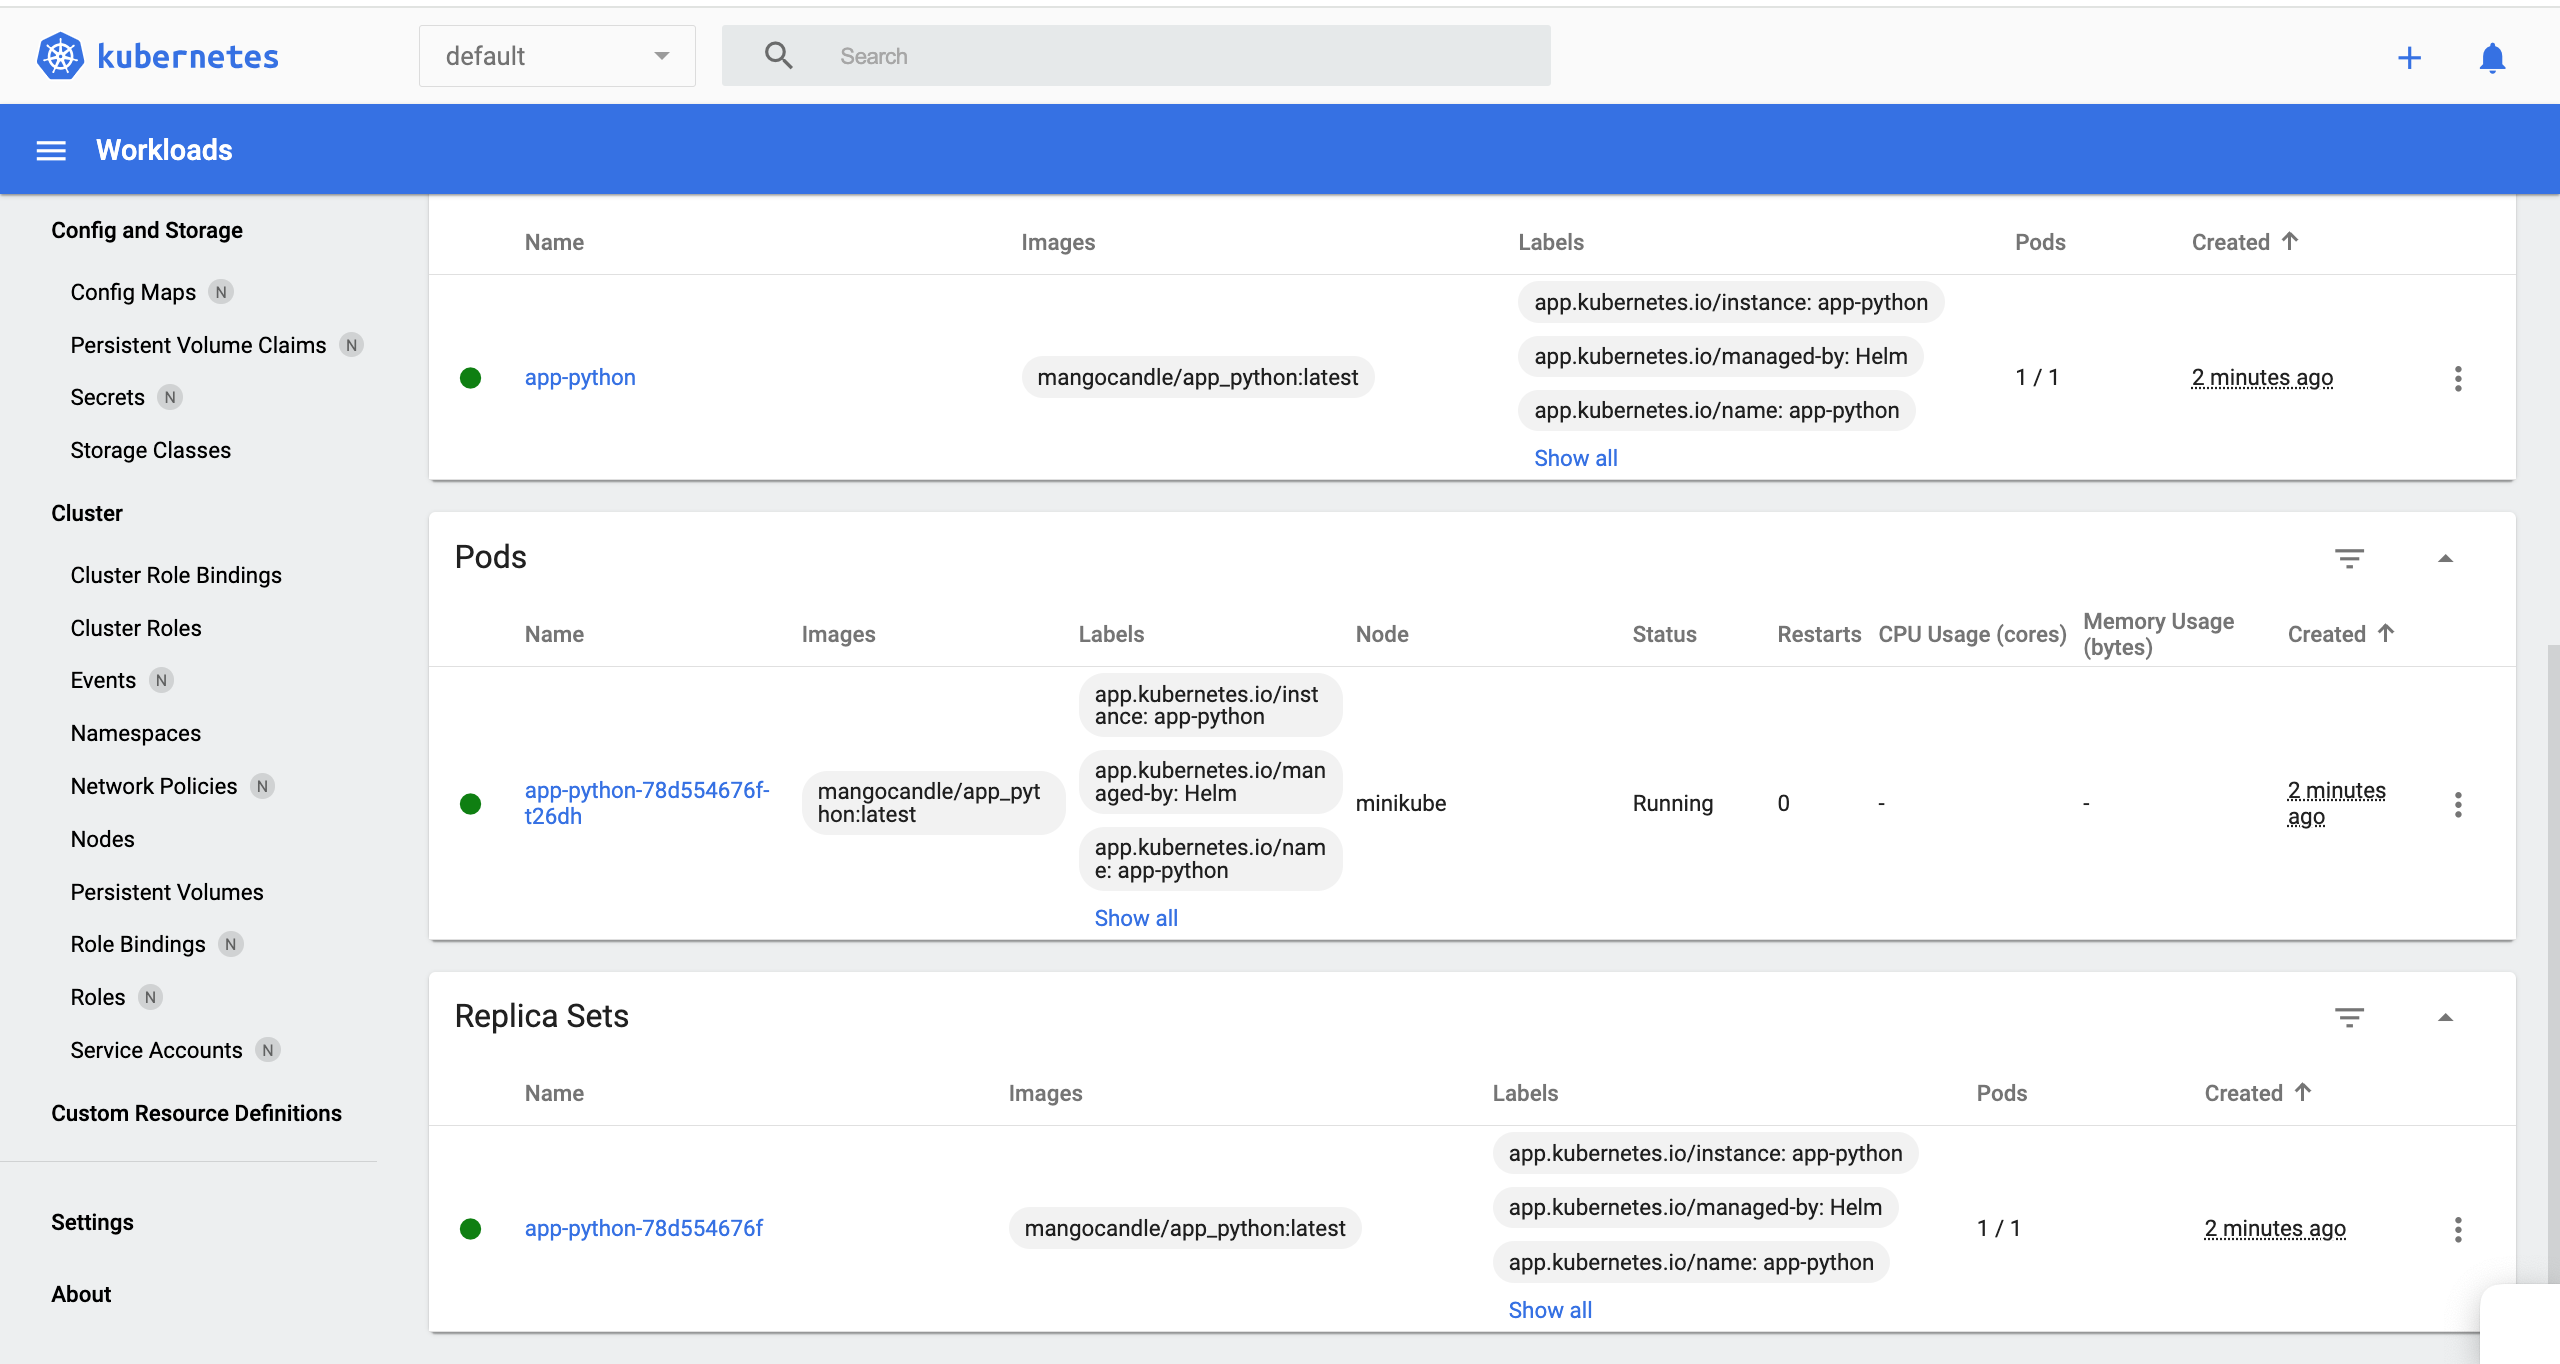 kubernetes
default
Search
Workloads
Config and Storage
Config Maps N
Persistent Volume Claims N
Secrets N
Storage Classes
Cluster
Cluster Role Bindings
Cluster Roles
Events N
Namespaces
Network Policies N
Nodes
Persistent Volumes
Role Bindings N
Roles N
Service Accounts N
Custom Resource Definitions
Settings
About
Name Images Labels Pods Created
app-python
mangocandle/app_python:latest
app.kubernetes.io/instance: app-python
app.kubernetes.io/managed-by: Helm
app.kubernetes.io/name: app-python
Show all
1 / 1
2 minutes ago
Pods
Name Images Labels Node Status Restarts CPU Usage (cores) Memory Usage
(bytes) Created
app-python-78d554676f-
t26dh
mangocandle/app_pyt
hon:latest
app.kubernetes.io/inst
ance: app-python
app.kubernetes.io/man
aged-by: Helm
app.kubernetes.io/nam
e: app-python
Show all
minikube
Running
0
-
-
2 minutes
ago
Replica Sets
Name Images Labels Pods Created
app-python-78d554676f
mangocandle/app_python:latest
app.kubernetes.io/instance: app-python
app.kubernetes.io/managed-by: Helm
app.kubernetes.io/name: app-python
Show all
1 / 1
2 minutes ago